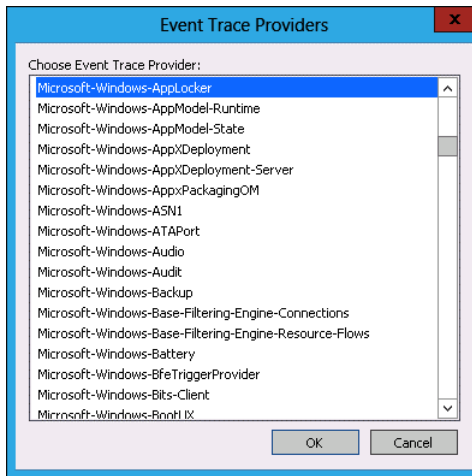 Event Trace Providers
x
Choose Event Trace Provider:
Microsoft-Windows-AppLocker
Microsoft-Windows-AppModel-Runtime
Microsoft-Windows-AppModel-State
Microsoft-Windows-AppXDeployment
Microsoft-Windows-AppXDeployment-Server
Microsoft-Windows-AppxPackagingOM
Microsoft-Windows-ASN1
Microsoft-Windows-ATAPort
Microsoft-Windows-Audio
Microsoft-Windows-Audit
Microsoft-Windows-Backup
Microsoft-Windows-Base-Filtering-Engine-Connections
Microsoft-Windows-Base-Filtering-Engine-Resource-Flows
Microsoft-Windows-Battery
Microsoft-Windows-BfeTriggerProvider
Microsoft-Windows-Bits-Client
Microsoft-Windows-BootUX
OK Cancel